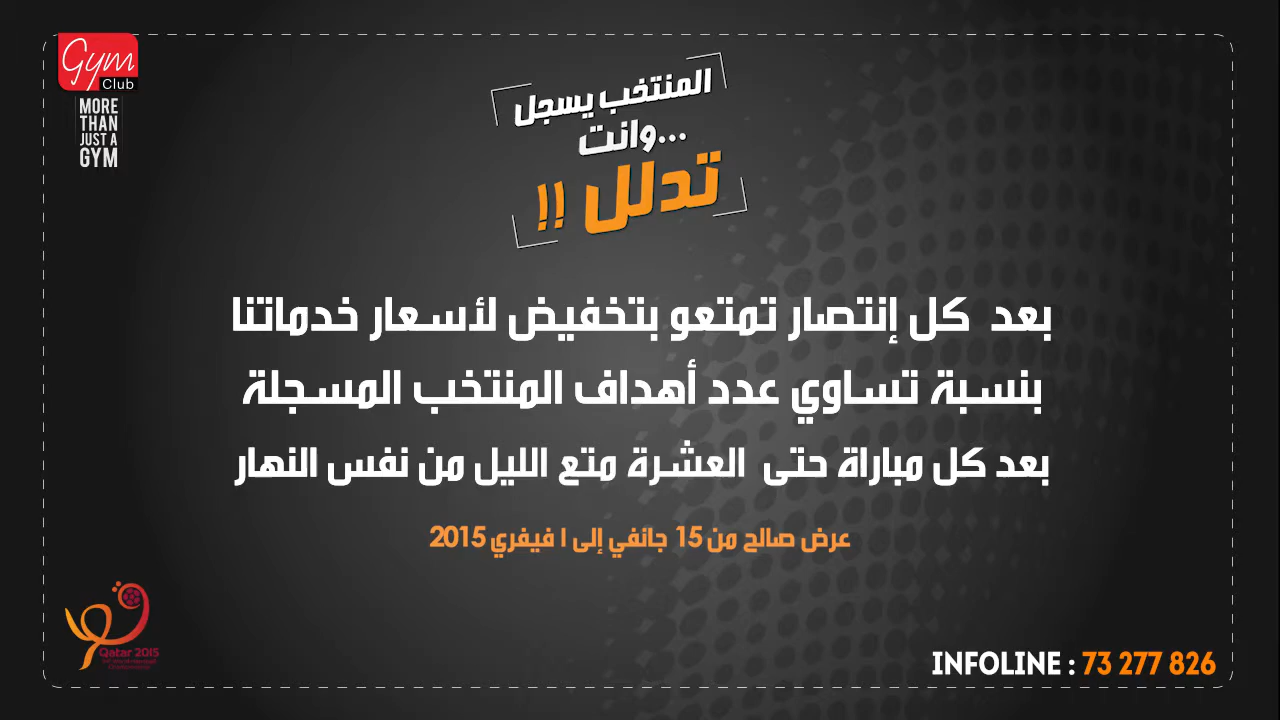 Gym
Club
MORE
THAN
JUST A
GYM
المنتخب يسجل
...وانت
تدلل !!
بعد كل إنتصار تمتعو بتخفيض لأسعار خدماتنا
بنسبة تساوي عدد أهداف المنتخب المسجلة
بعد كل مباراة حتى العشرة متع الليل من نفس النهار
عرض صالح من 15 جانفي إلى 1 فيفري 2015
Qatar 2015
INFOLINE : 73 277 826